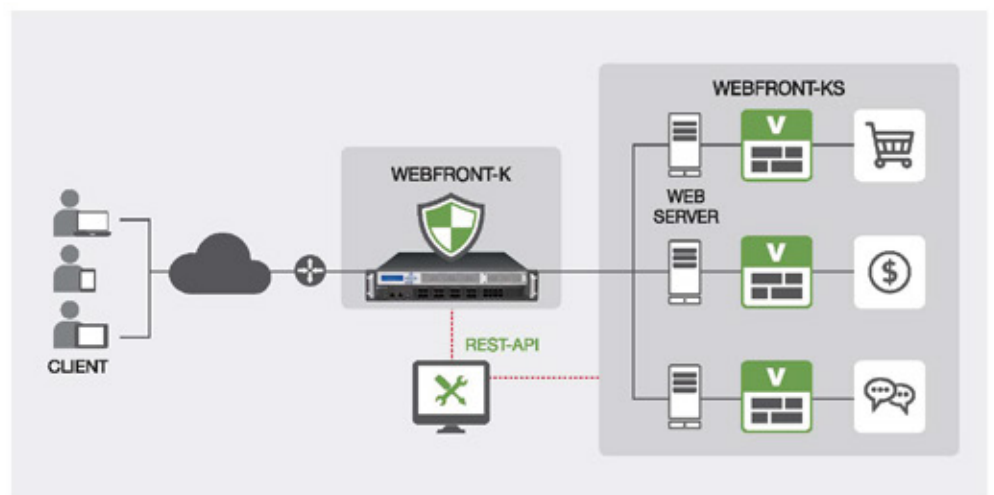 WEBFRONT-KS
V
WEBFRONT-K
WEB
SERVER
V
$
REST-API
CLIENT
V